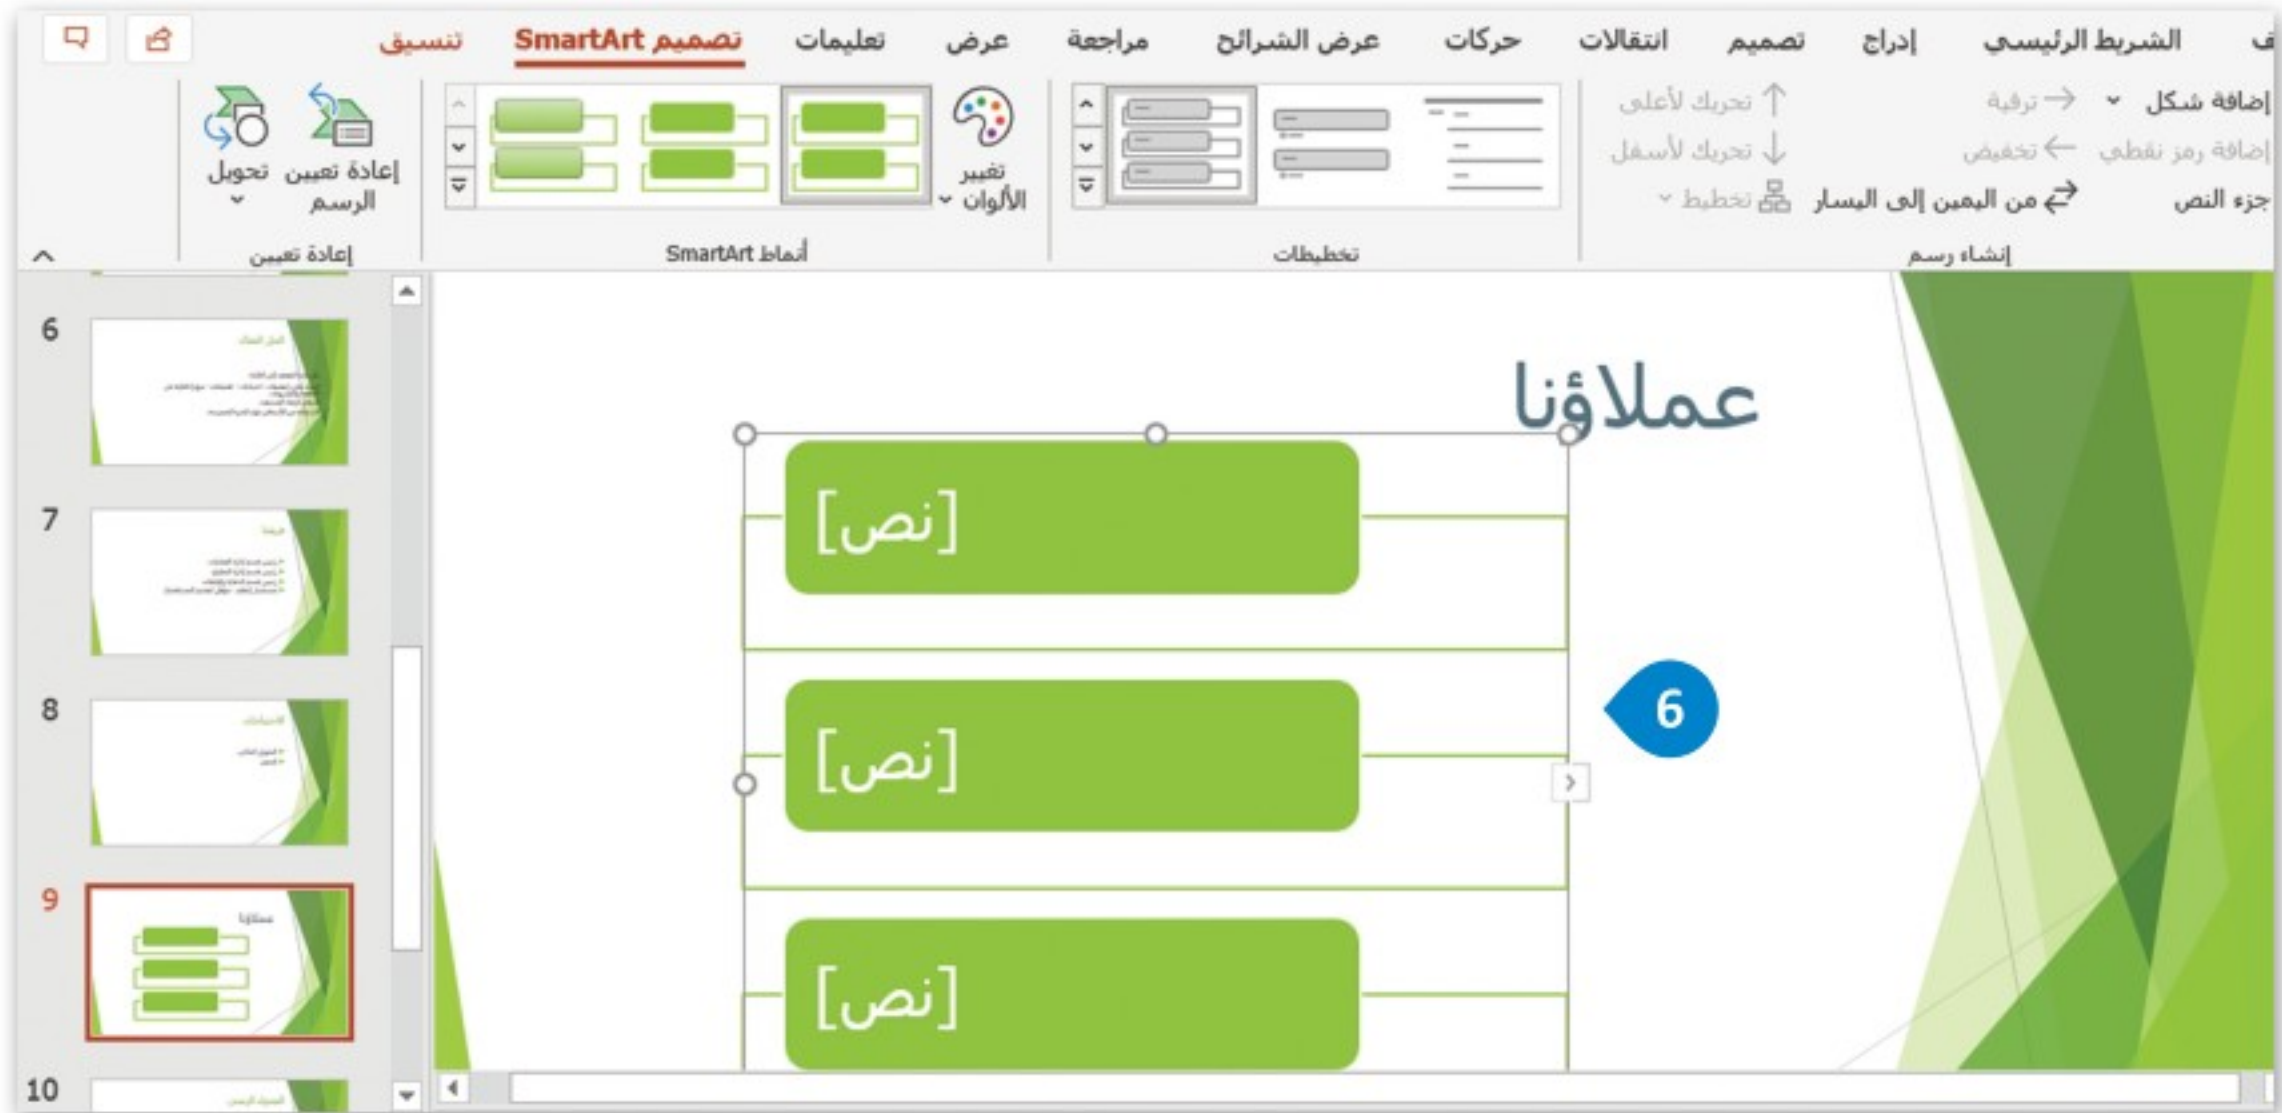 الشريط الرئيسي إدراج تصميم انتقالات حركات عرض الشرائح مراجعة عرض تعليمات تصميم SmartArt تنسيق
إضافة شكل ترقية تحريك لأعلى
إضافة رمز نقطي تخفيض تحريك لأسفل
جزء النص من اليمين إلى اليسار تخطيط
تغيير
الألوان
إعادة تعيين
الرسم
تحويل
إنشاء رسم تخطيطات أنماط SmartArt إعادة تعيين
عملاؤنا
[نص]
[نص]
[نص]
6
6
7
8
9
عملاؤنا
10